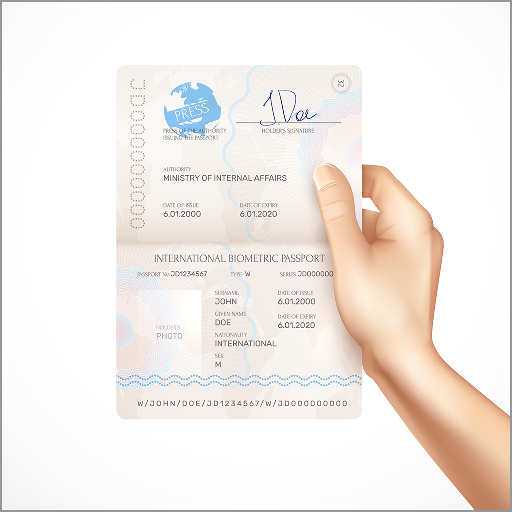 32
PRESS
J Doe
PRESS OF THE AUTHORITY
ISSUING THE PASSPORT
HOLDER'S SIGNATURE
AUTHORITY
MINISTRY OF INTERNAL AFFAIRS
DATE OF ISSUE DATE OF EXPIRY
6.01.2000 6.01.2020
INTERNATIONAL BIOMETRIC PASSPORT
PASSPORT № JD1234567 TYPE W SERIES JD000000
SURNAME DATE OF ISSUE
JOHN 6.01.2000
GIVEN NAME DATE OF EXPIRY
DOE 6.01.2020
NATIONALITY
INTERNATIONAL
HOLDER'S
PHOTO
SEX
M
W/JOHN/DOE/JD1234567/W/JD000000000